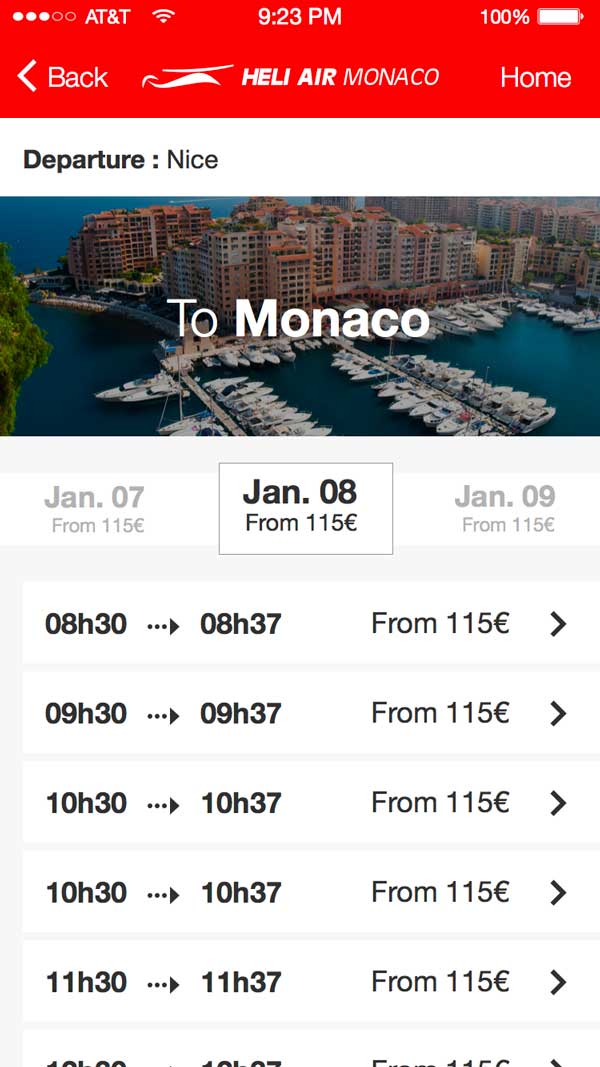 AT&T 9:23 PM 100%
Back HELI AIR MONACO Home
Departure : Nice
To Monaco
Jan. 07 Jan. 08 Jan. 09
From 115€ From 115€ From 115€
08h30 08h37 From 115€
09h30 09h37 From 115€
10h30 10h37 From 115€
10h30 10h37 From 115€
11h30 11h37 From 115€